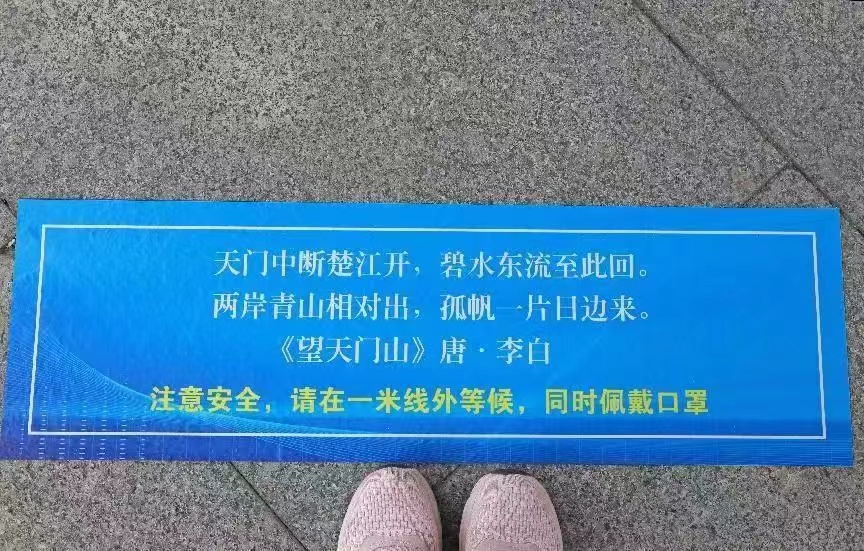 天门中断楚江开，碧水东流至此回。
两岸青山相对出，孤帆一片日边来。
《望天门山》唐·李白
注意安全，请在一米线外等候，同时佩戴口罩